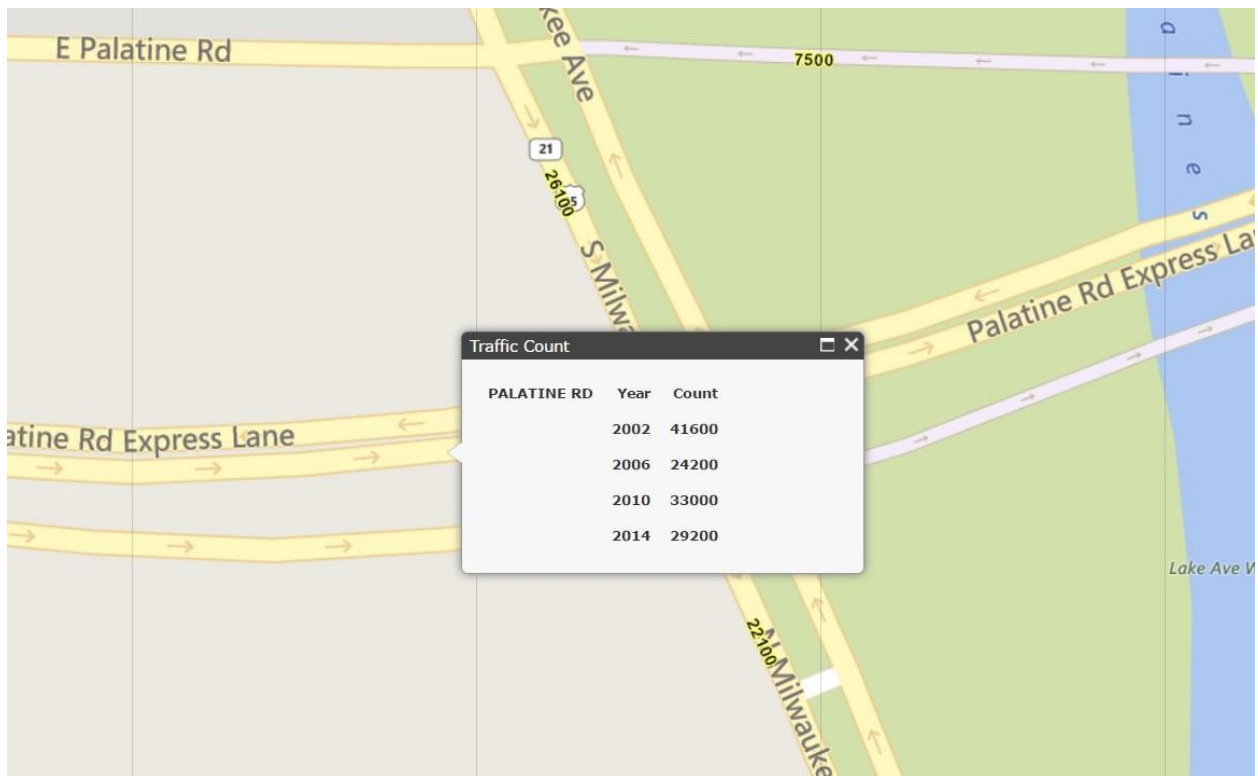 kee Ave
E Palatine Rd
7500
a
i
n
e
s
21
26100
5
S Milwa
Palatine Rd Express La
Traffic Count
PALATINE RD Year Count
2002 41600
2006 24200
2010 33000
2014 29200
atine Rd Express Lane
Lake Ave W
22100
N Milwauke